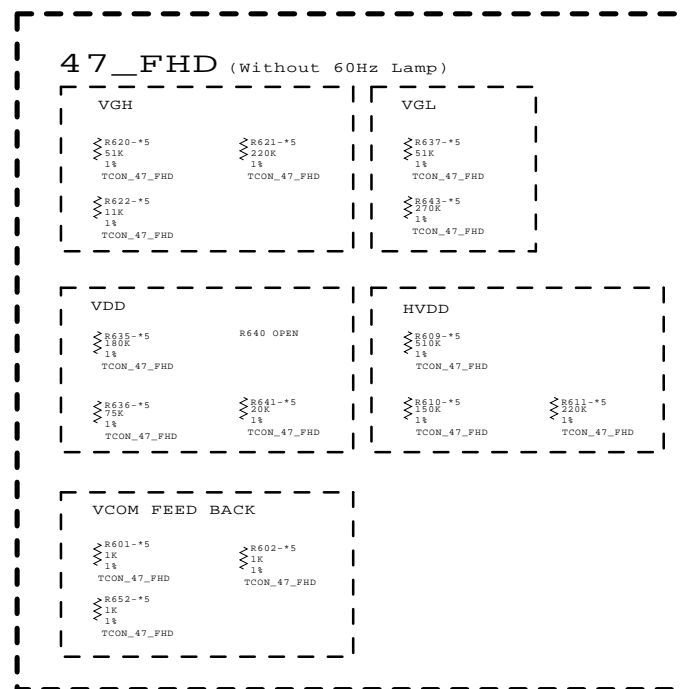 47_FHD (Without 60Hz Lamp)
VGH
R620-*5
51K
1%
TCON_47_FHD
R621-*5
220K
1%
TCON_47_FHD
R622-*5
11K
1%
TCON_47_FHD
VGL
R637-*5
51K
1%
TCON_47_FHD
R643-*5
270K
1%
TCON_47_FHD
VDD
R635-*5
180K
1%
TCON_47_FHD
R640 OPEN
R636-*5
75K
1%
TCON_47_FHD
R641-*5
20K
1%
TCON_47_FHD
HVDD
R609-*5
510K
1%
TCON_47_FHD
R610-*5
150K
1%
TCON_47_FHD
R611-*5
220K
1%
TCON_47_FHD
VCOM FEED BACK
R601-*5
1K
1%
TCON_47_FHD
R602-*5
1K
1%
TCON_47_FHD
R652-*5
1K
1%
TCON_47_FHD